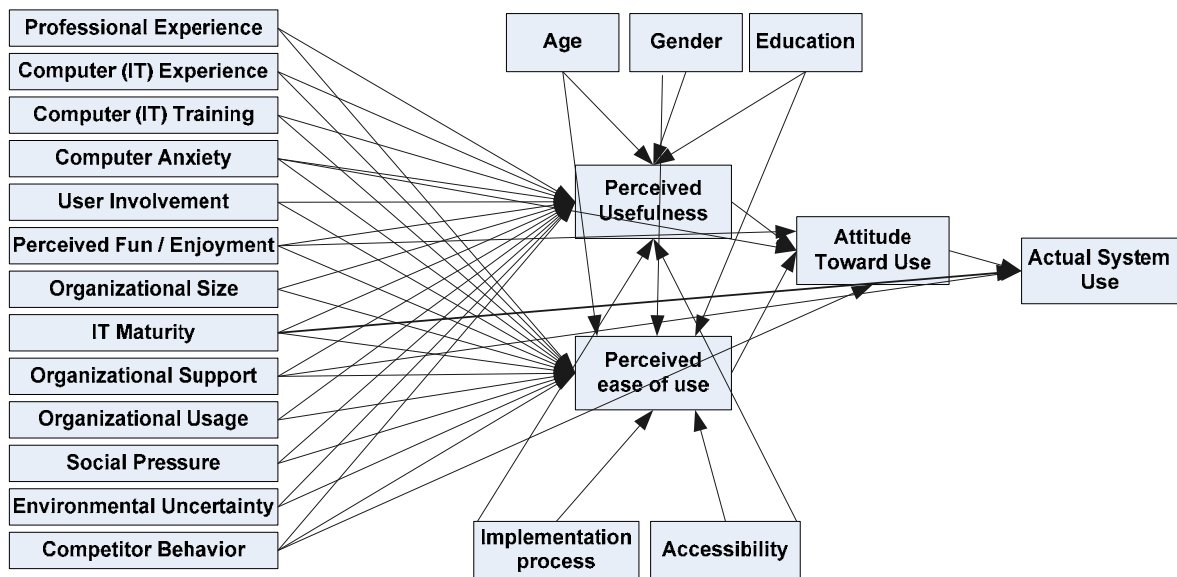 Professional Experience
Computer (IT) Experience
Computer (IT) Training
Computer Anxiety
User Involvement
Perceived Fun / Enjoyment
Organizational Size
IT Maturity
Organizational Support
Organizational Usage
Social Pressure
Environmental Uncertainty
Competitor Behavior
Age
Gender
Education
Perceived
Usefulness
Perceived
ease of use
Implementation
process
Accessibility
Attitude
Toward Use
Actual System
Use